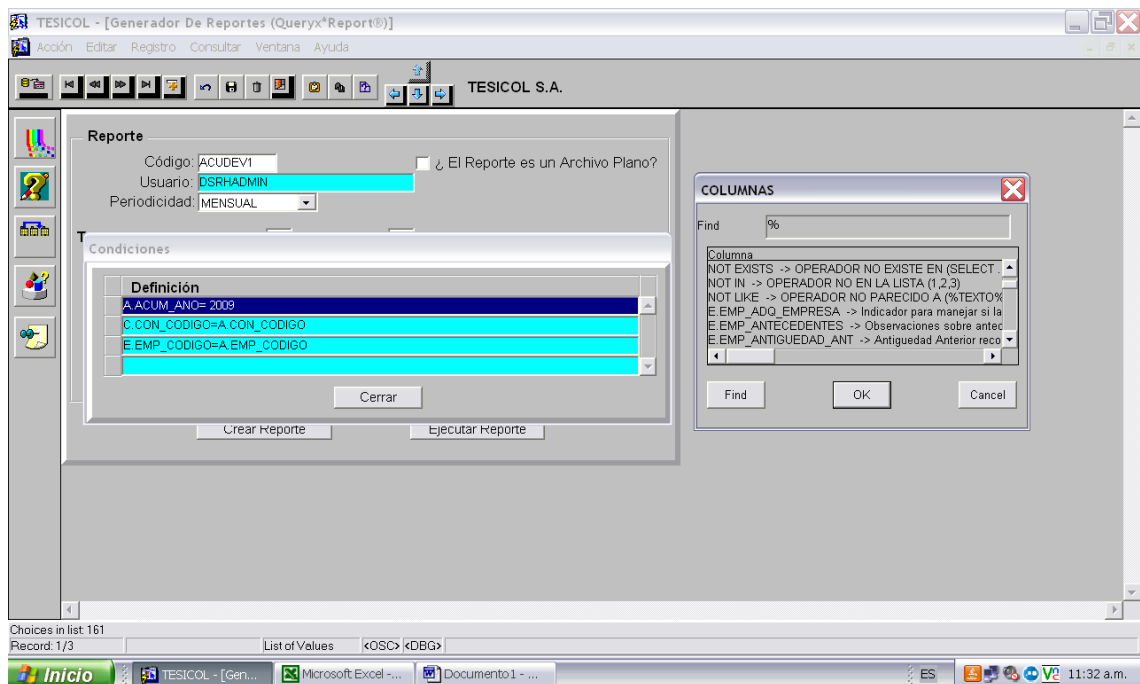 TESICOL - [Generador De Reportes (Queryx*Report®)]
Acción Editar Registro Consultar Ventana Ayuda
TESICOL S.A.
Reporte
Código: ACUDEV1
¿ El Reporte es un Archivo Plano?
Usuario: DSRHADMIN
Periodicidad: MENSUAL
T
Condiciones
Definición
A.ACUM_ANO= 2009
C.CON_CODIGO=A.CON_CODIGO
E.EMP_CODIGO=A.EMP_CODIGO
Cerrar
Crear Reporte Ejecutar Reporte
COLUMNAS
Find %
Columna
NOT EXISTS -> OPERADOR NO EXISTE EN (SELECT .
NOT IN -> OPERADOR NO EN LA LISTA (1,2,3)
NOT LIKE -> OPERADOR NO PARECIDO A (%TEXTO%
E.EMP_ADQ_EMPRESA -> Indicador para manejar si la
E.EMP_ANTECEDENTES -> Observaciones sobre antec
E.EMP_ANTIGUEDAD_ANT -> Antiguedad Anterior reco
Find OK Cancel
Choices in list: 161
Record: 1/3 List of Values <OSC> <DBG>
Inicio TESICOL - [Gen... Microsoft Excel -... Documento1 - ... ES 11:32 a.m.